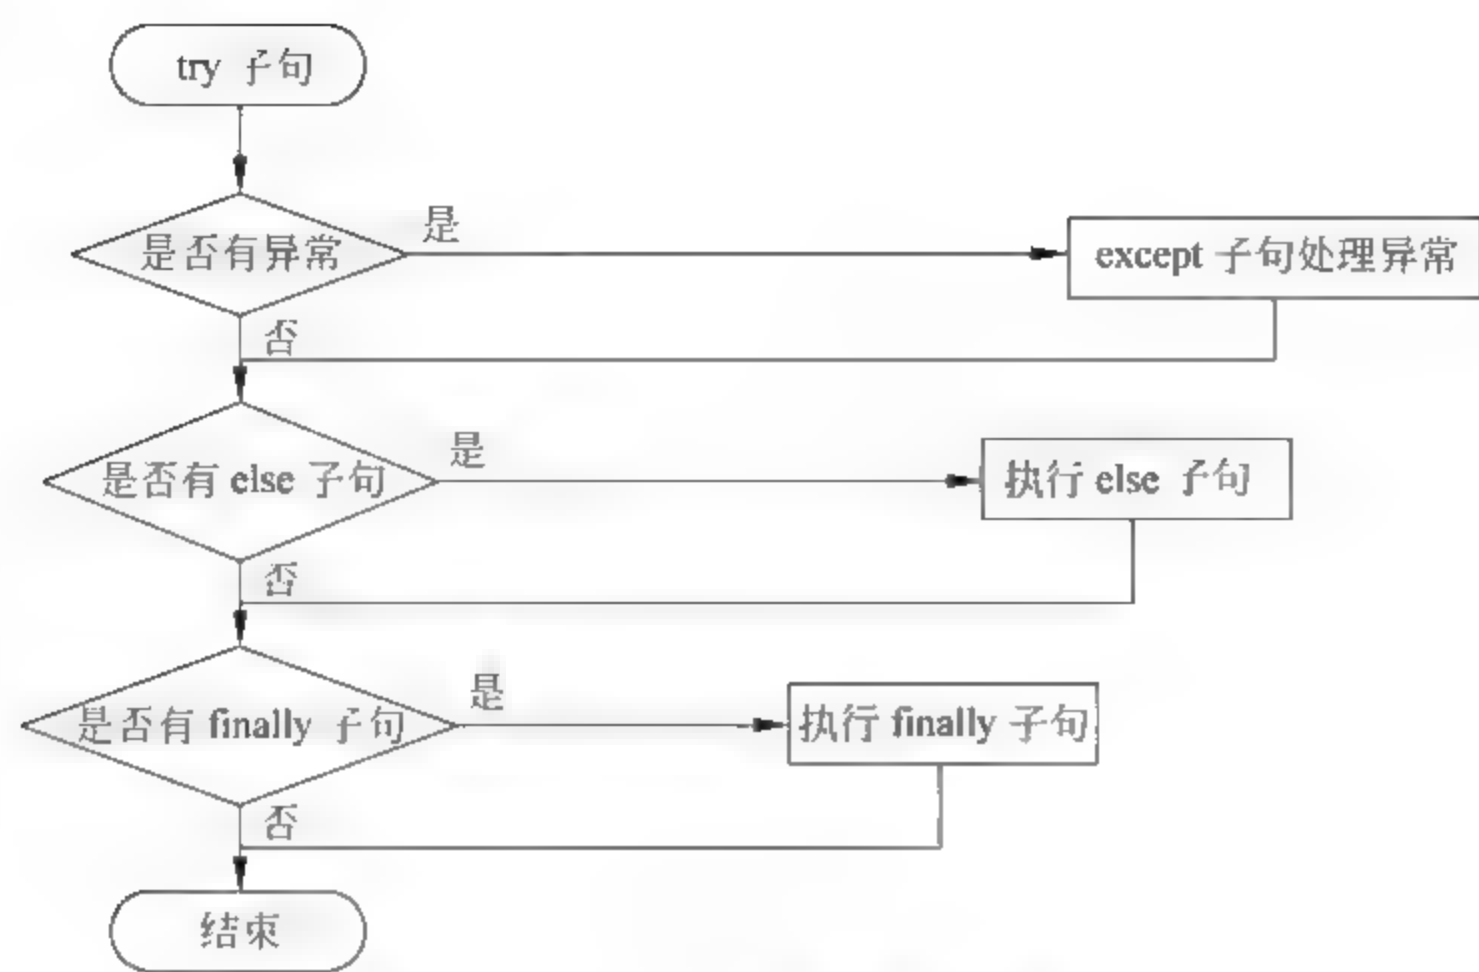 try 子句
是
是否有异常
except 子句处理异常
否
是
是否有 else 子句
执行 else 子句
否
是
是否有 finally 子句
执行 finally 子句
否
结束